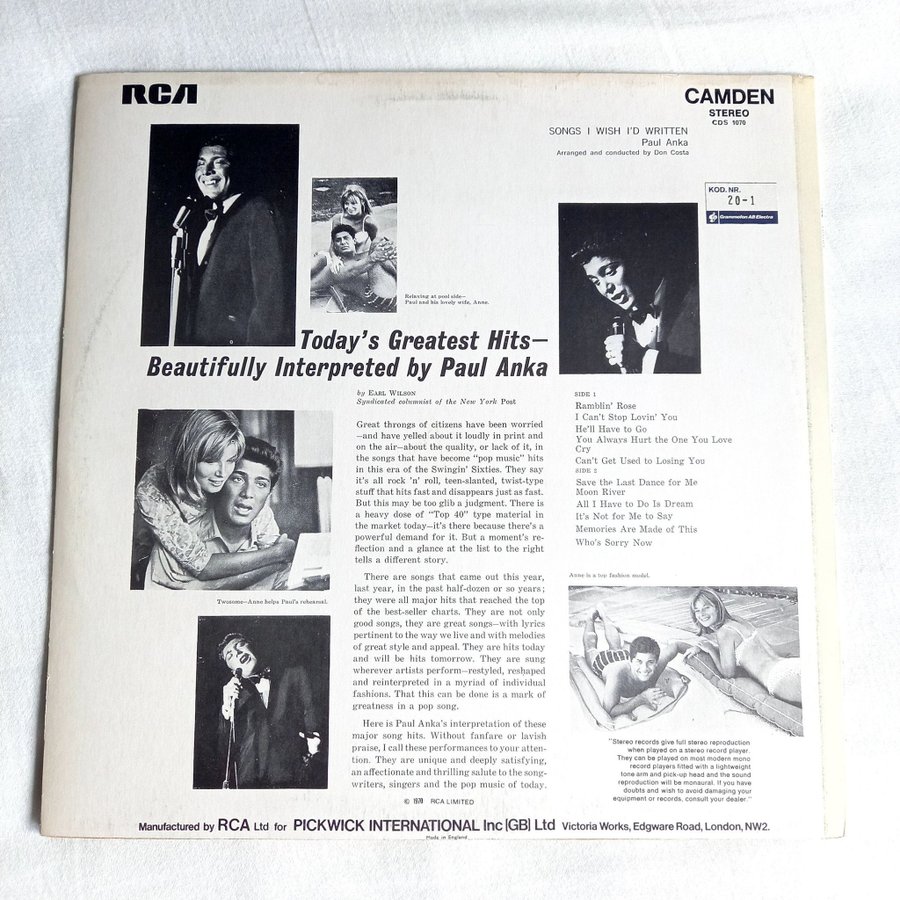 RCA
CAMDEN
STEREO
CDS 1070
SONGS I WISH I'D WRITTEN
Paul Anka
Arranged and conducted by Don Costa
KOD. NR.
20-1
Grammofon AB Electra
Relaxing at pool side—
Paul and his lovely wife, Anne.
Today's Greatest Hits—
Beautifully Interpreted by Paul Anka
by EARL WILSON
Syndicated columnist of the New York Post
Great throngs of citizens have been worried
—and have yelled about it loudly in print and
on the air—about the quality, or lack of it, in
the songs that have become "pop music" hits
in this era of the Swingin' Sixties. They say
it's all rock 'n' roll, teen-slanted, twist-type
stuff that hits fast and disappears just as fast.
But this may be too glib a judgment. There is
a heavy dose of "Top 40" type material in
the market today—it's there because there's a
powerful demand for it. But a moment's re-
flection and a glance at the list to the right
tells a different story.
There are songs that came out this year,
last year, in the past half-dozen or so years;
they were all major hits that reached the top
of the best-seller charts. They are not only
good songs, they are great songs—with lyrics
pertinent to the way we live and with melodies
of great style and appeal. They are hits today
and will be hits tomorrow. They are sung
wherever artists perform—restyled, reshaped
and reinterpreted in a myriad of individual
fashions. That this can be done is a mark of
greatness in a pop song.
Here is Paul Anka's interpretation of these
major song hits. Without fanfare or lavish
praise, I call these performances to your atten-
tion. They are unique and deeply satisfying,
an affectionate and thrilling salute to the song-
writers, singers and the pop music of today.
SIDE 1
Ramblin' Rose
I Can't Stop Lovin' You
He'll Have to Go
You Always Hurt the One You Love
Cry
Can't Get Used to Losing You
SIDE 2
Save the Last Dance for Me
Moon River
All I Have to Do Is Dream
It's Not for Me to Say
Memories Are Made of This
Who's Sorry Now
Anne is a top fashion model.
Twosome—Anne helps Paul's rehearsal.
"Stereo records give full stereo reproduction
when played on a stereo record player.
They can be played on most modern mono
record players fitted with a lightweight
tone arm and pick-up head and the sound
reproduction will be monaural. If you have
doubts and wish to avoid damaging your
equipment or records, consult your dealer."
© 1970 RCA LIMITED
Manufactured by RCA Ltd for PICKWICK INTERNATIONAL Inc (GB) Ltd Victoria Works, Edgware Road, London, NW2.
Made in England